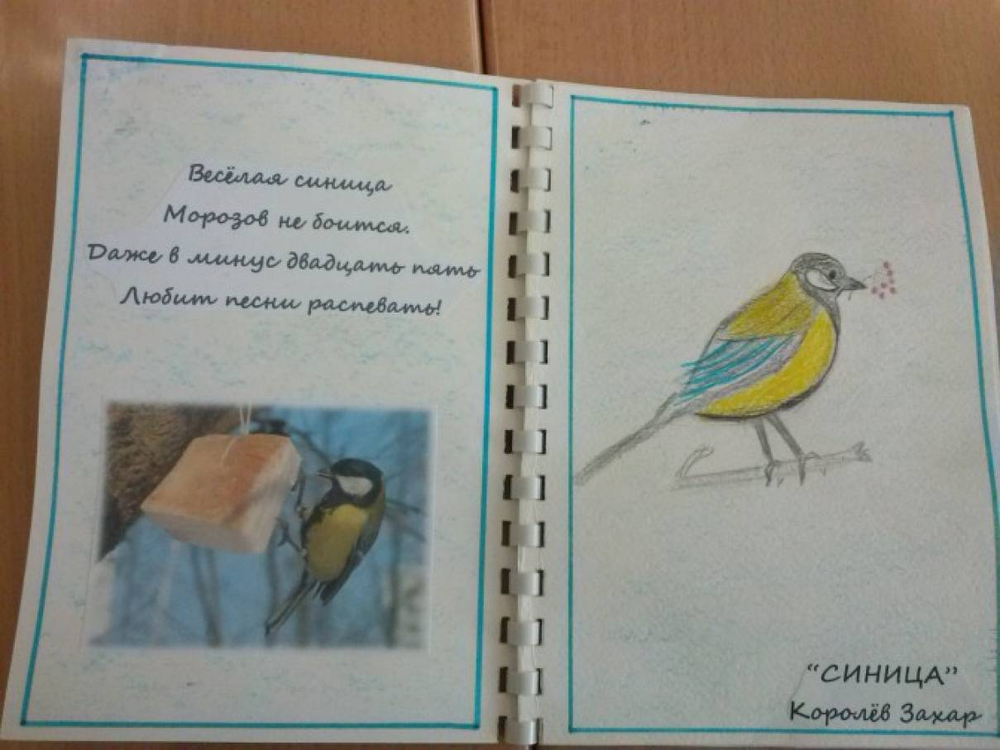 Весёлая синица
Морозов не боится.
Даже в минус двадцать пять
Любит песни распевать!
“СИНИЦА”
Королёв Захар